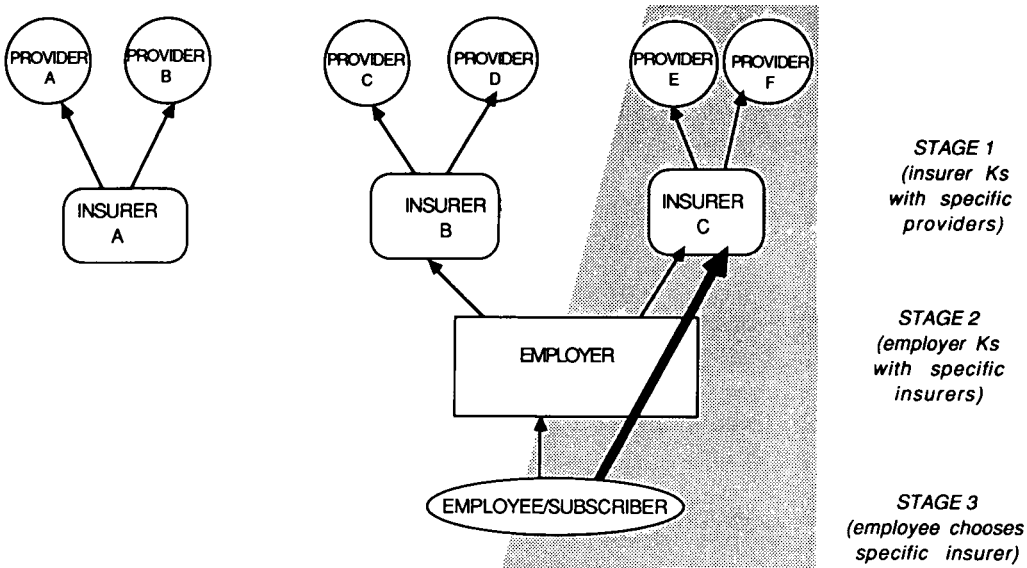 PROVIDER
A
PROVIDER
B
PROVIDER
C
PROVIDER
D
PROVIDER
E
PROVIDER
F
INSURER
A
INSURER
B
INSURER
C
STAGE 1
(insurer Ks
with specific
providers)
EMPLOYER
STAGE 2
(employer Ks
with specific
insurers)
EMPLOYEE/SUBSCRIBER
STAGE 3
(employee chooses
specific insurer)